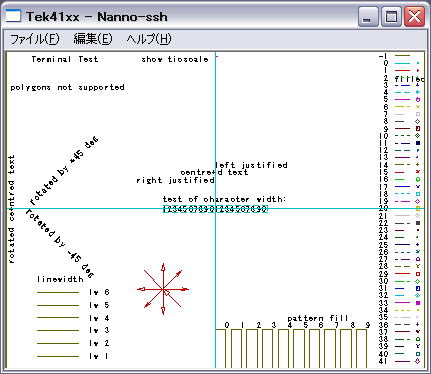 Tek41xx - Nanno-ssh
ファイル(F) 編集(E) ヘルプ(H)
Terminal Test
show ticscale
polygons not supported
rotated by +45 deg
rotated centred text
rotated by -45 deg
left justified
centred text
right justified
test of character width:
12345678901234567890
linewidth
lw 6
lw 5
lw 4
lw 3
lw 2
lw 1
pattern fill
0 1 2 3 4 5 6 7 8 9
-1
0
1
2
3
4
5
6
7
8
9
10
11
12
13
14
15
16
17
18
19
20
21
22
23
24
25
26
27
28
29
30
31
32
33
34
35
36
37
38
39
40
41